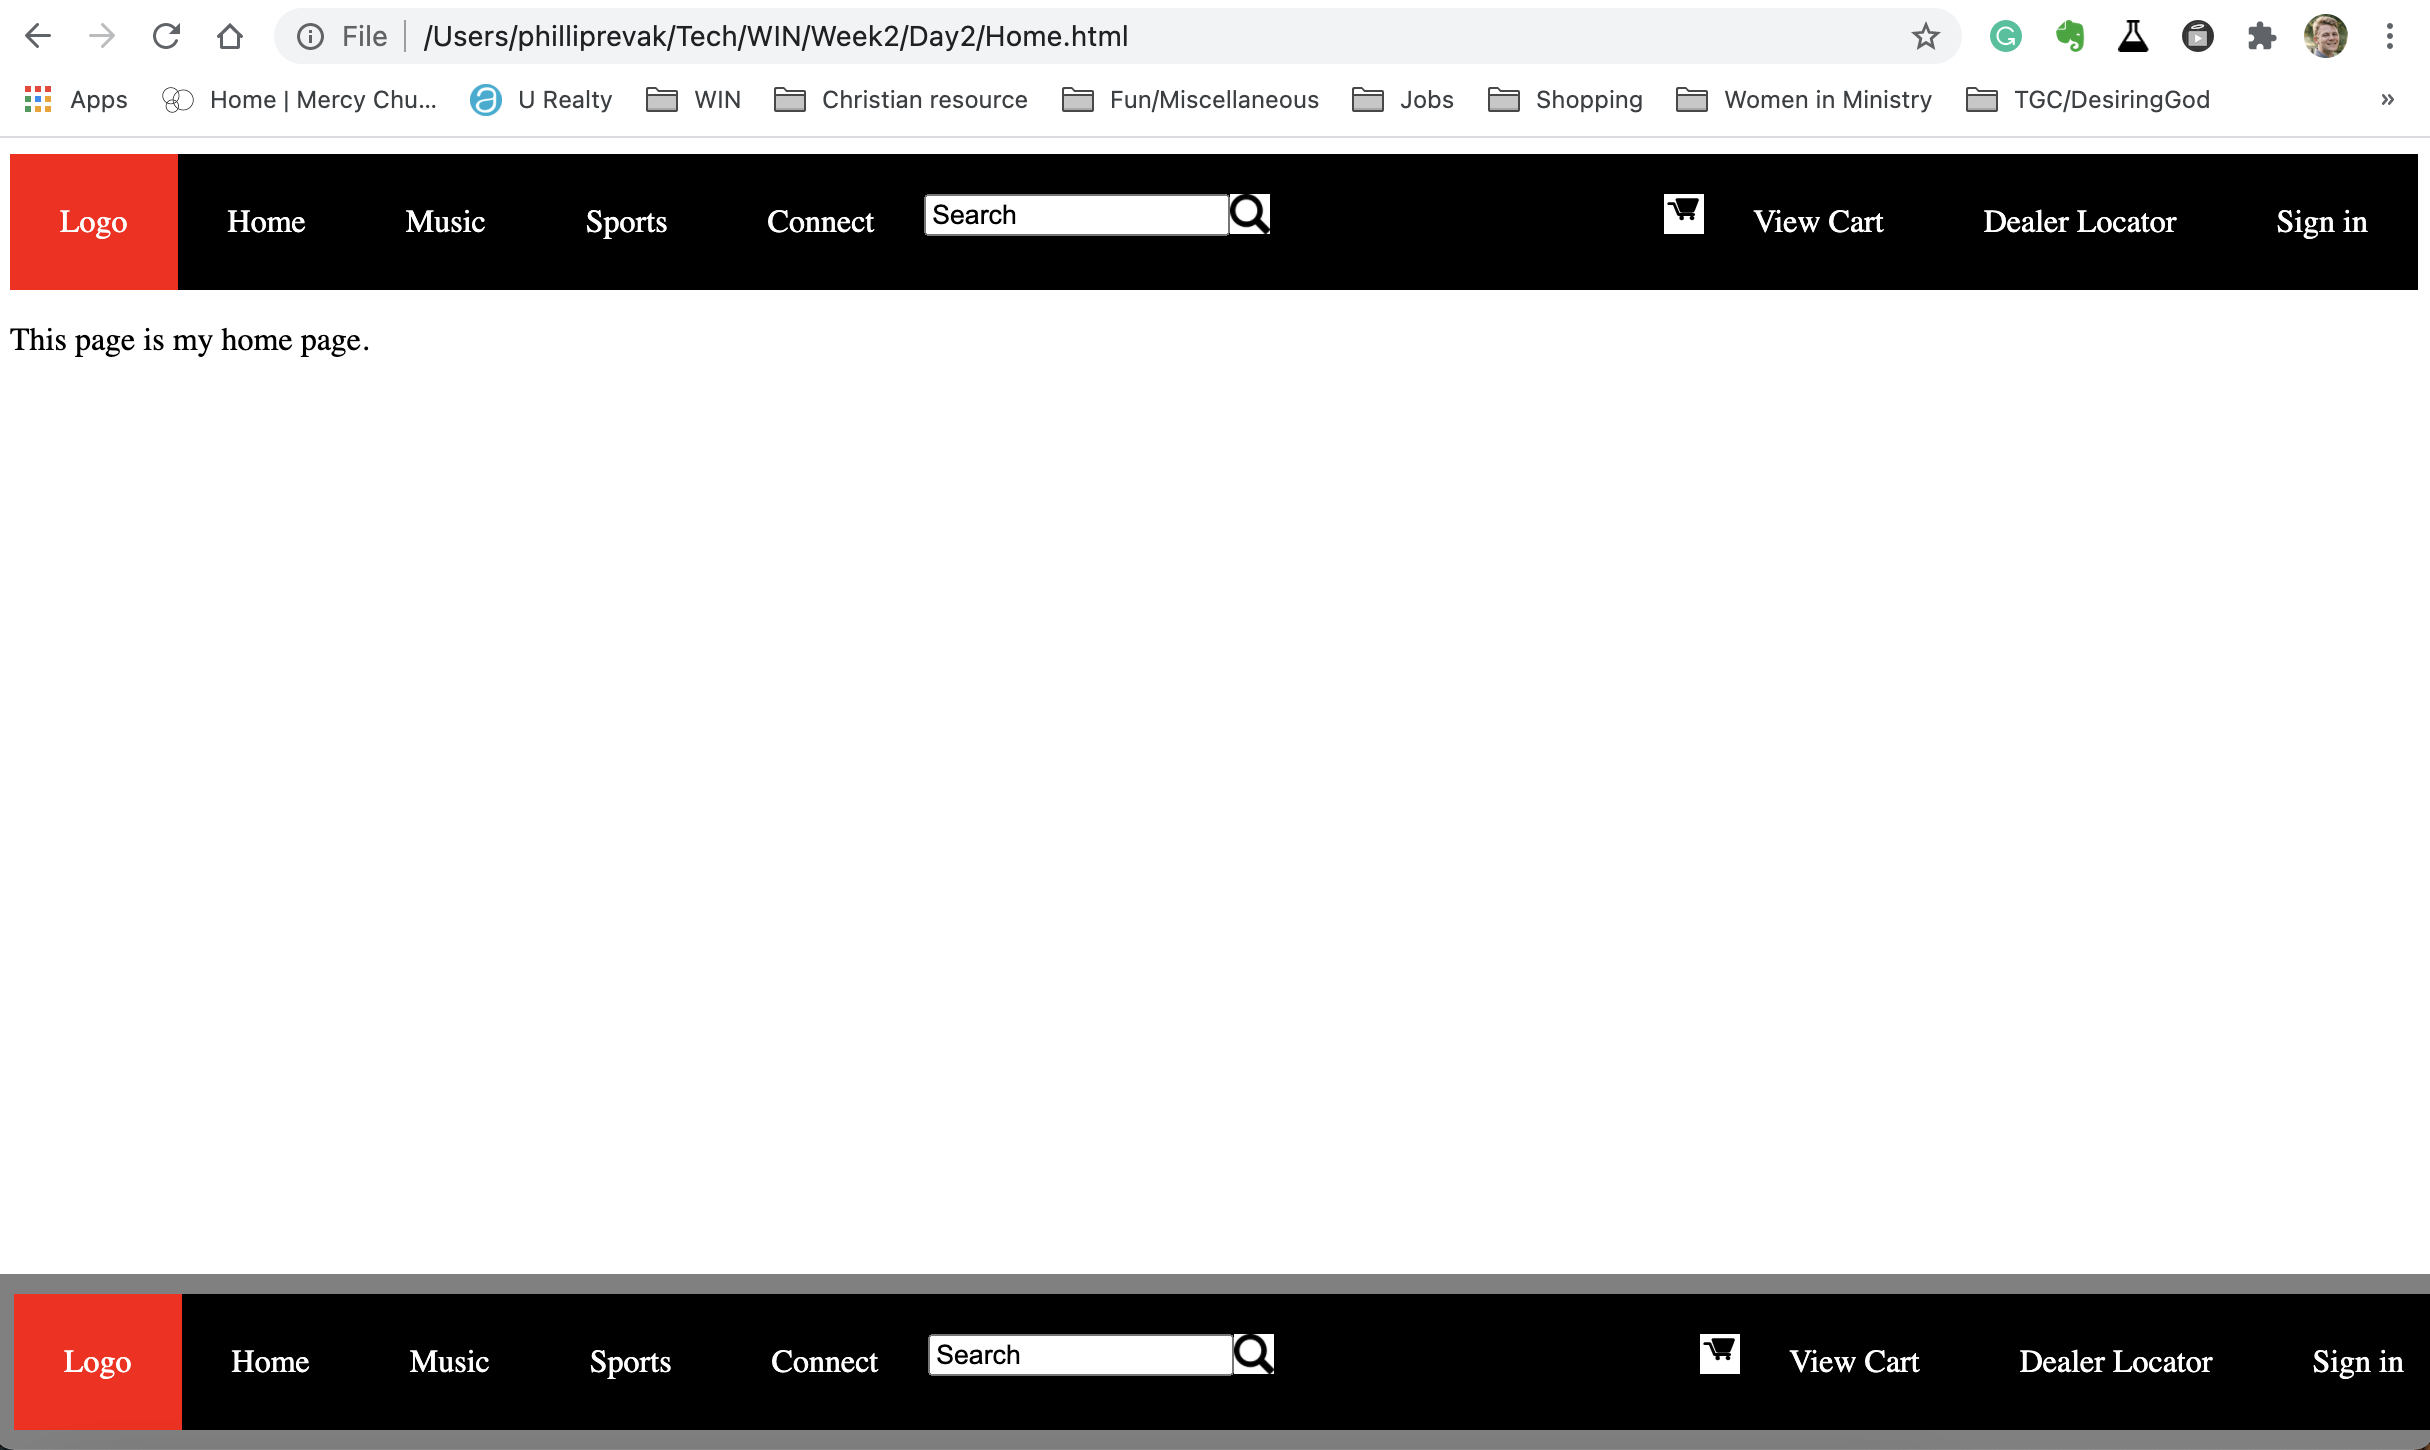 File /Users/philliprevak/Tech/WIN/Week2/Day2/Home.html
Apps Home | Mercy Chu... U Realty WIN Christian resource Fun/Miscellaneous Jobs Shopping Women in Ministry TGC/DesiringGod »
Logo Home Music Sports Connect Search View Cart Dealer Locator Sign in
This page is my home page.
Logo Home Music Sports Connect Search View Cart Dealer Locator Sign in